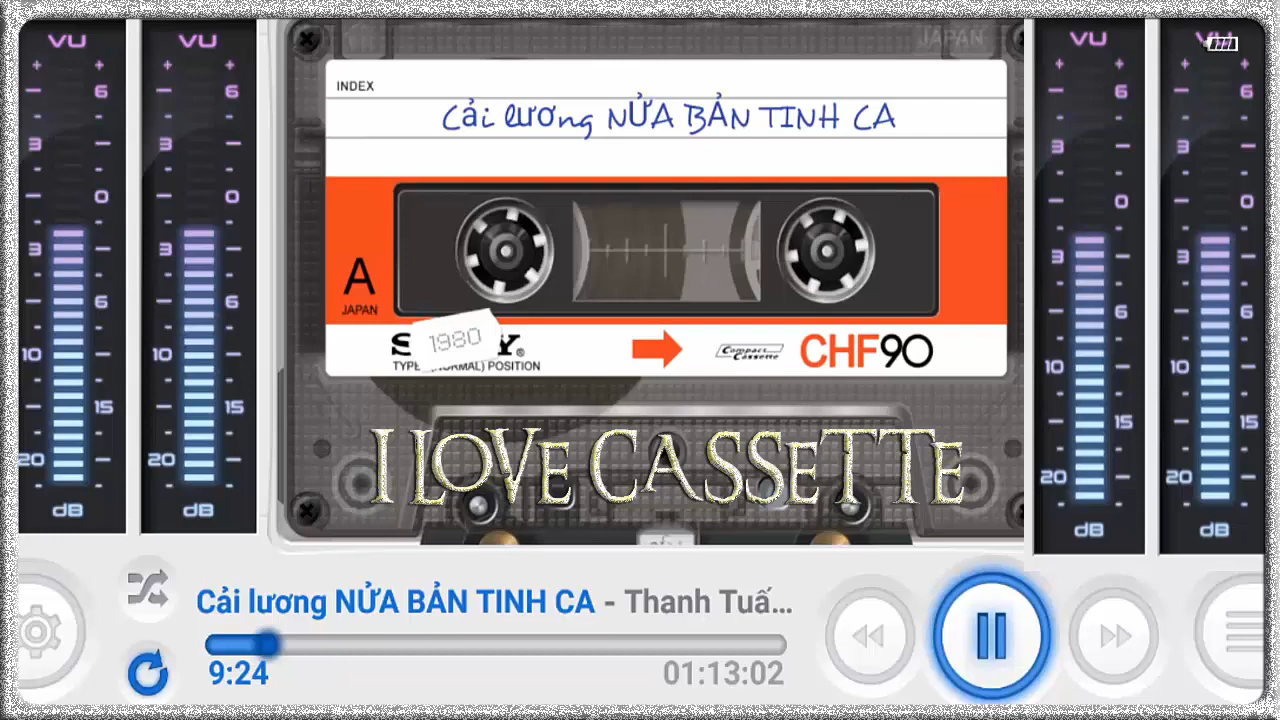 VU VU VU VU
JAPAN
INDEX
Cải lương NỬA BẢN TINH CA
A
JAPAN
1980
TYPE (NORMAL) POSITION
Compact Cassette
CHF90
I LOVE CASSETTE
+ + + + + + + +
6 6 6 6
3 3 3 3
0 0 0 0
3 3 3 3
6 6 6 6
10 10 10 10
15 15 15 15
20 20 20 20
dB dB dB dB
Cải lương NỬA BẢN TINH CA - Thanh Tuấ...
9:24 01:13:02